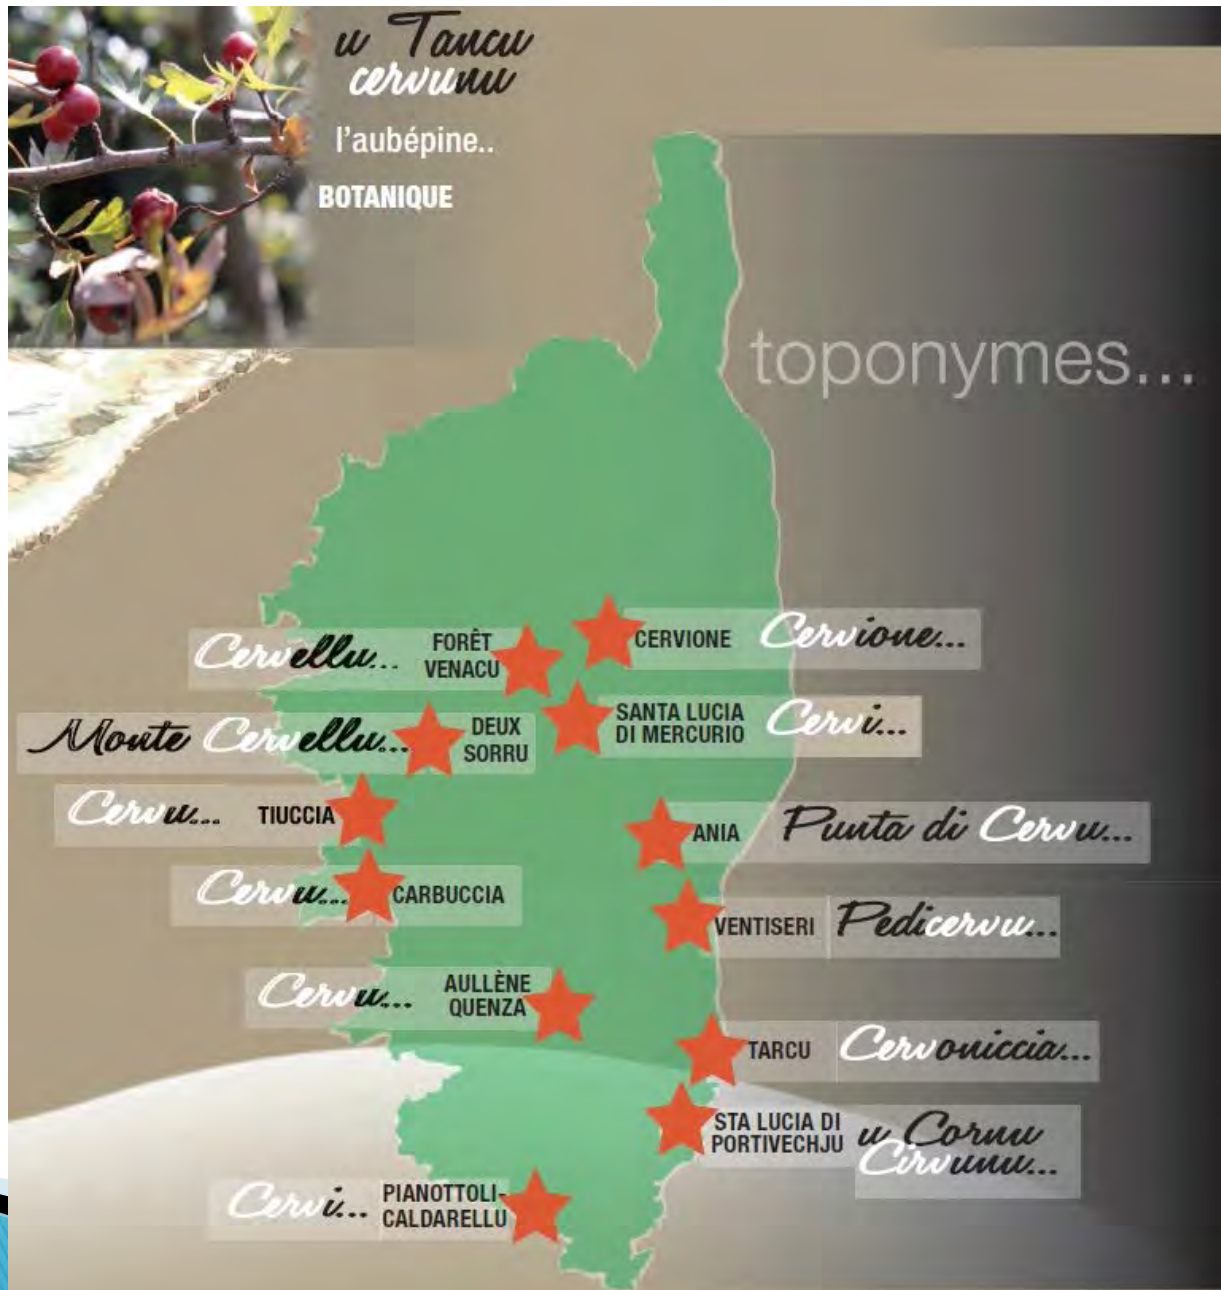 u Tancu
cervunu
l'aubépine..
BOTANIQUE
toponymes...
Cervellu... FORÊT
VENACU
CERVIONE Cervione...
Monte Cervellu... DEUX
SORRU
SANTA LUCIA
DI MERCURIO Cervi...
Cervu... TIUCCIA
ANIA Punta di Cervu...
Cervu... CARBUCCIA
VENTISERI Pedicervu...
Cervu... AULLÈNE
QUENZA
TARCU Cervoniccia...
STA LUCIA DI
PORTIVECHJU
u Cornu
Cirvunu...
Cervi... PIANOTTOLI-
CALDARELLU